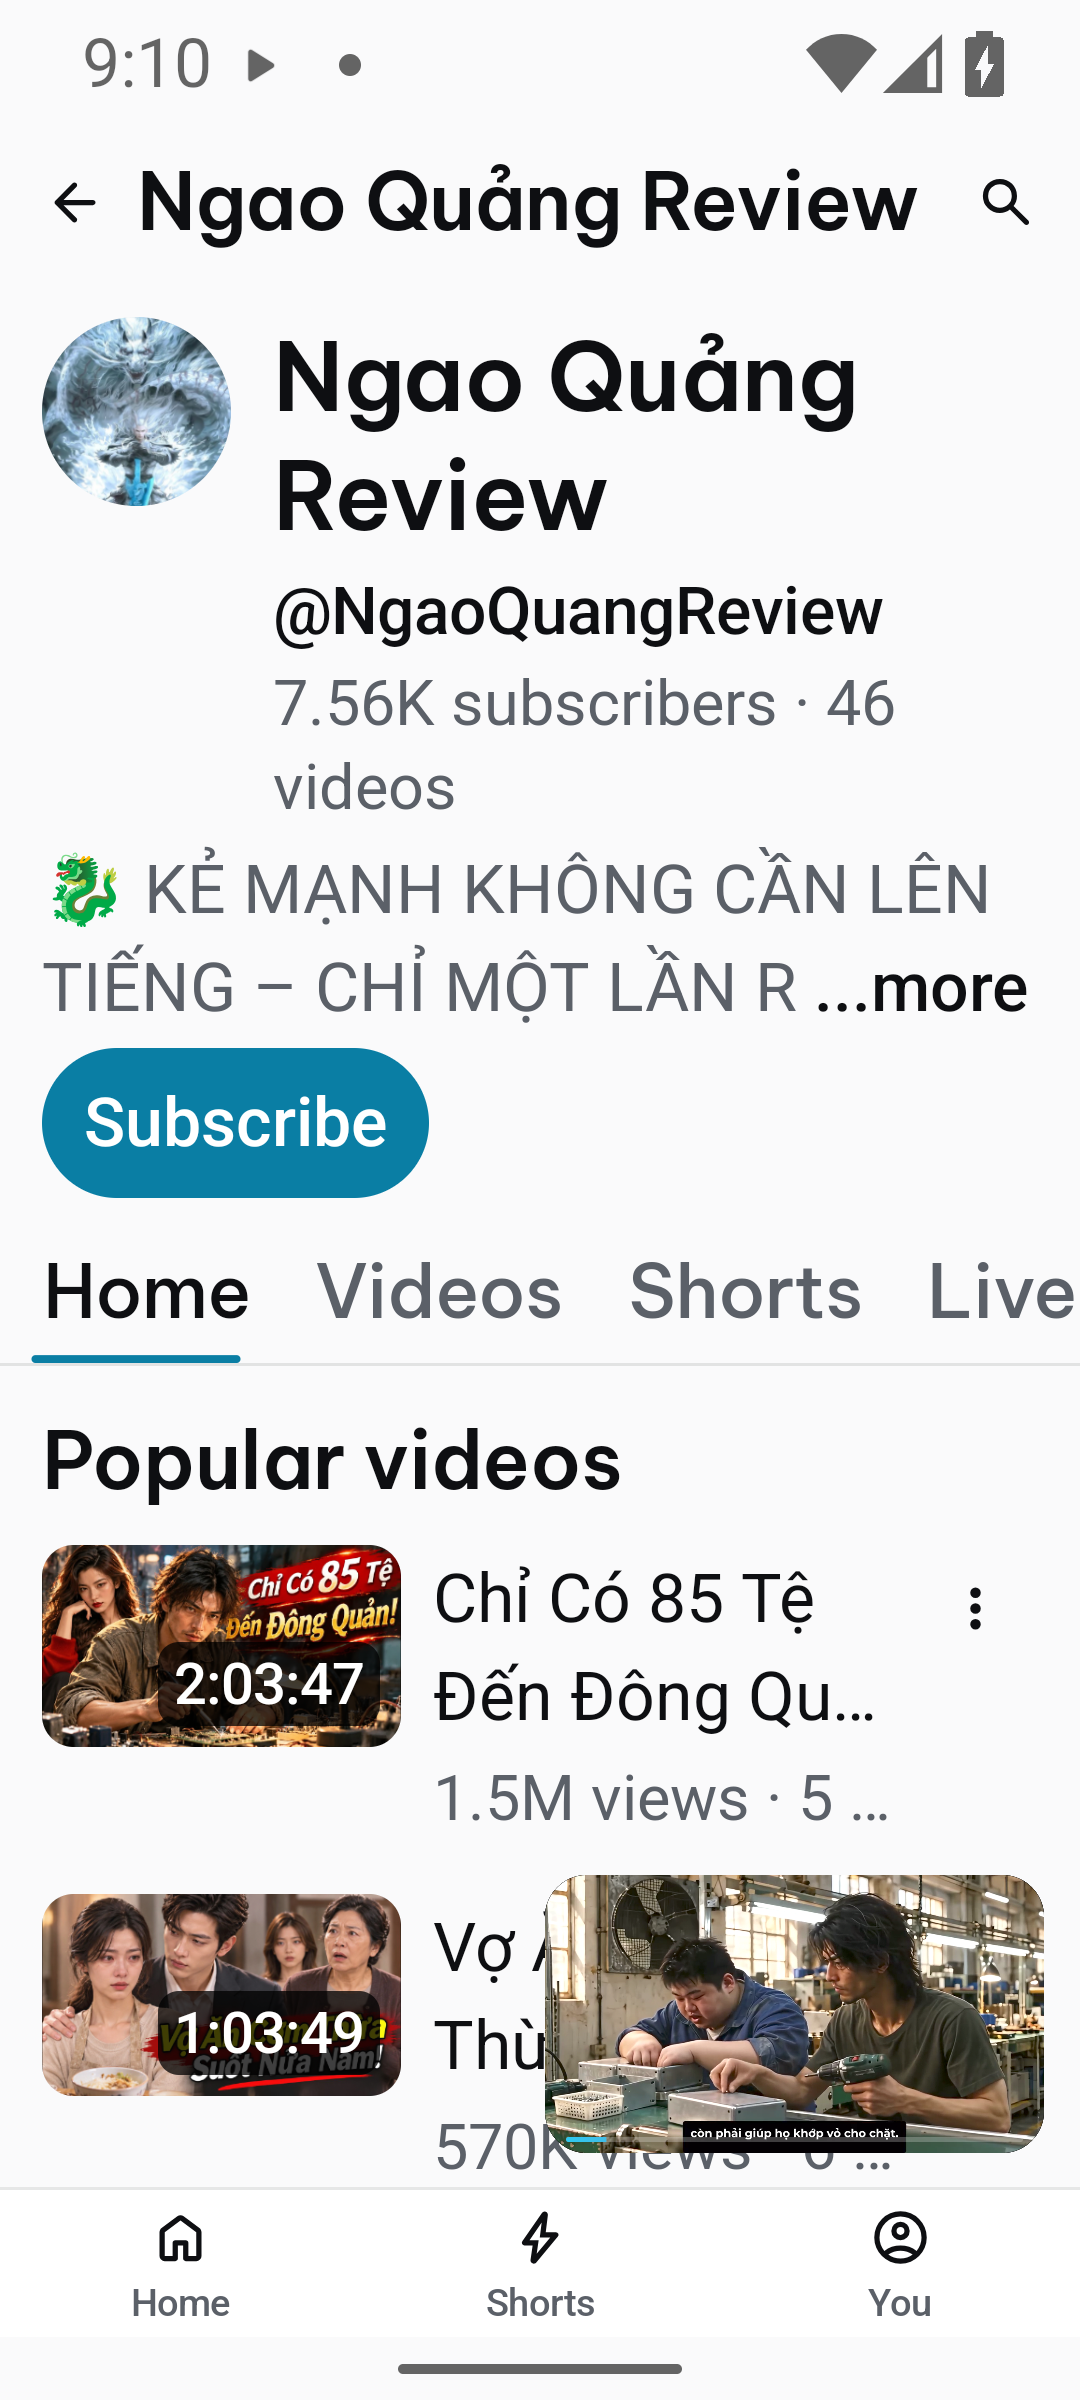 9:10
Ngao Quảng Review
Ngao Quảng
Review
@NgaoQuangReview
7.56K subscribers · 46
videos
🐉 KẺ MẠNH KHÔNG CẦN LÊN
TIẾNG – CHỈ MỘT LẦN R ...more
Subscribe
Home Videos Shorts Live
Popular videos
Chỉ Có 85 Tệ
Đến Đông Quản!
2:03:47
Chỉ Có 85 Tệ
Đến Đông Qu...
1.5M views · 5 ...
1:03:49
Suốt Nửa Năm!
Vợ
Thừ
570K views
còn phải giúp họ khớp vỏ cho chặt.
Home
Shorts
You